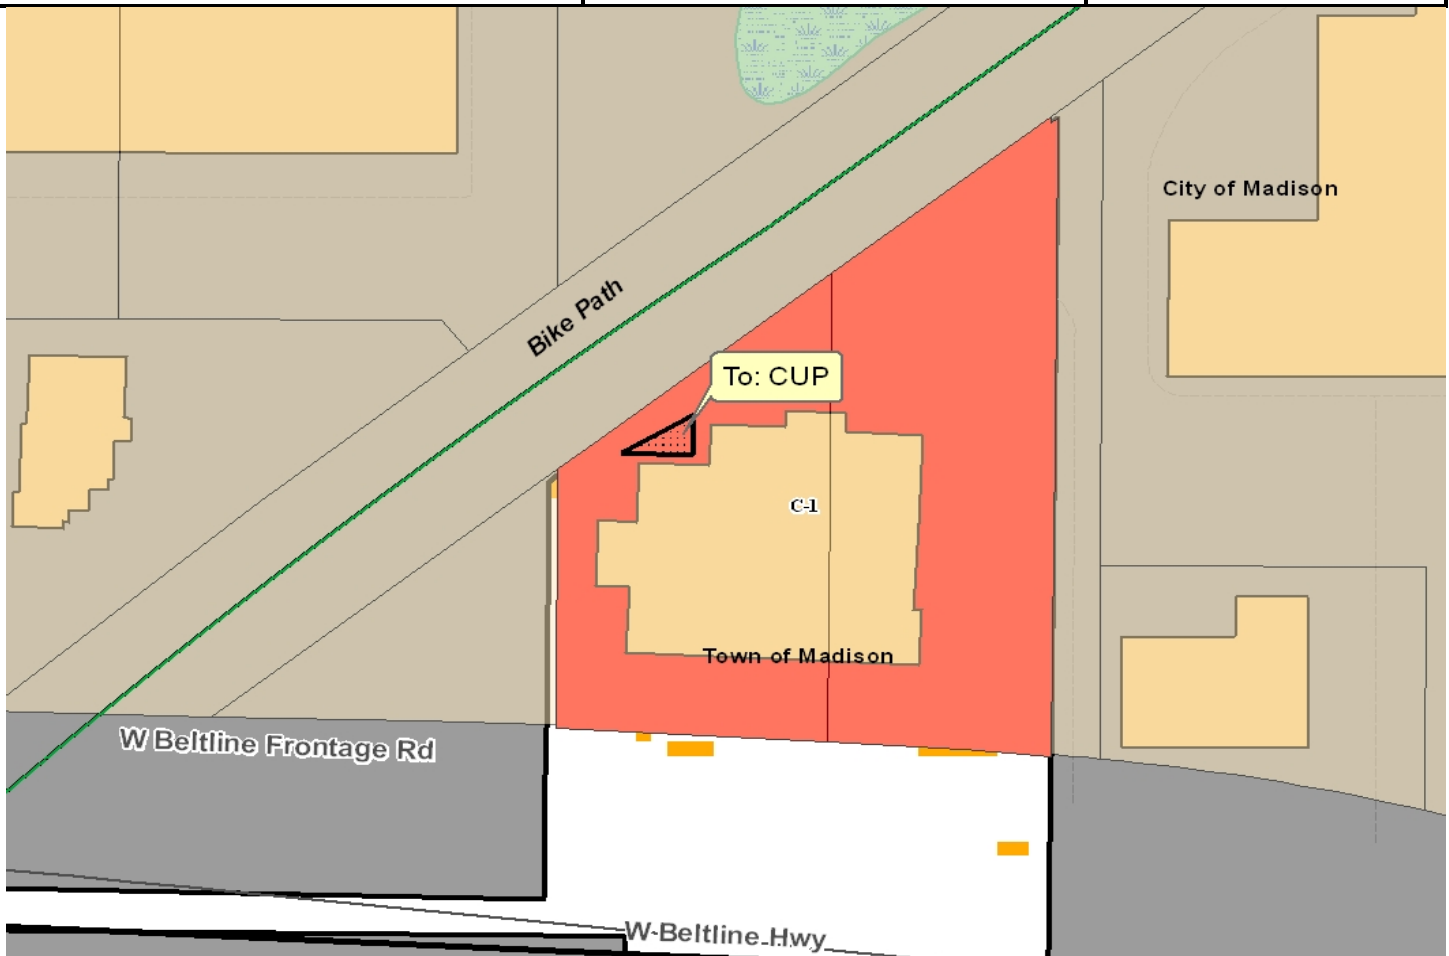 City of Madison
Bike Path
To: CUP
C-1
Town of Madison
W Beltline Frontage Rd
W Beltline Hwy